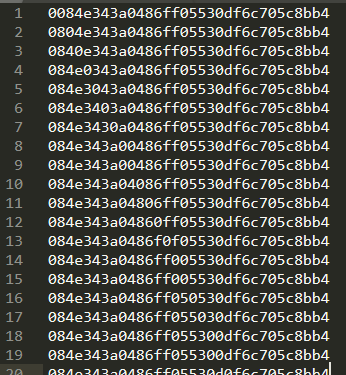 1 0084e343a0486ff05530df6c705c8bb4
2 0804e343a0486ff05530df6c705c8bb4
3 0840e343a0486ff05530df6c705c8bb4
4 084e0343a0486ff05530df6c705c8bb4
5 084e3043a0486ff05530df6c705c8bb4
6 084e3403a0486ff05530df6c705c8bb4
7 084e3430a0486ff05530df6c705c8bb4
8 084e343a00486ff05530df6c705c8bb4
9 084e343a00486ff05530df6c705c8bb4
10 084e343a04086ff05530df6c705c8bb4
11 084e343a04806ff05530df6c705c8bb4
12 084e343a04860ff05530df6c705c8bb4
13 084e343a0486f0f05530df6c705c8bb4
14 084e343a0486ff005530df6c705c8bb4
15 084e343a0486ff005530df6c705c8bb4
16 084e343a0486ff050530df6c705c8bb4
17 084e343a0486ff055030df6c705c8bb4
18 084e343a0486ff055300df6c705c8bb4
19 084e343a0486ff055300df6c705c8bb4
20 084e343a0486ff05530d0f6c705c8bb4